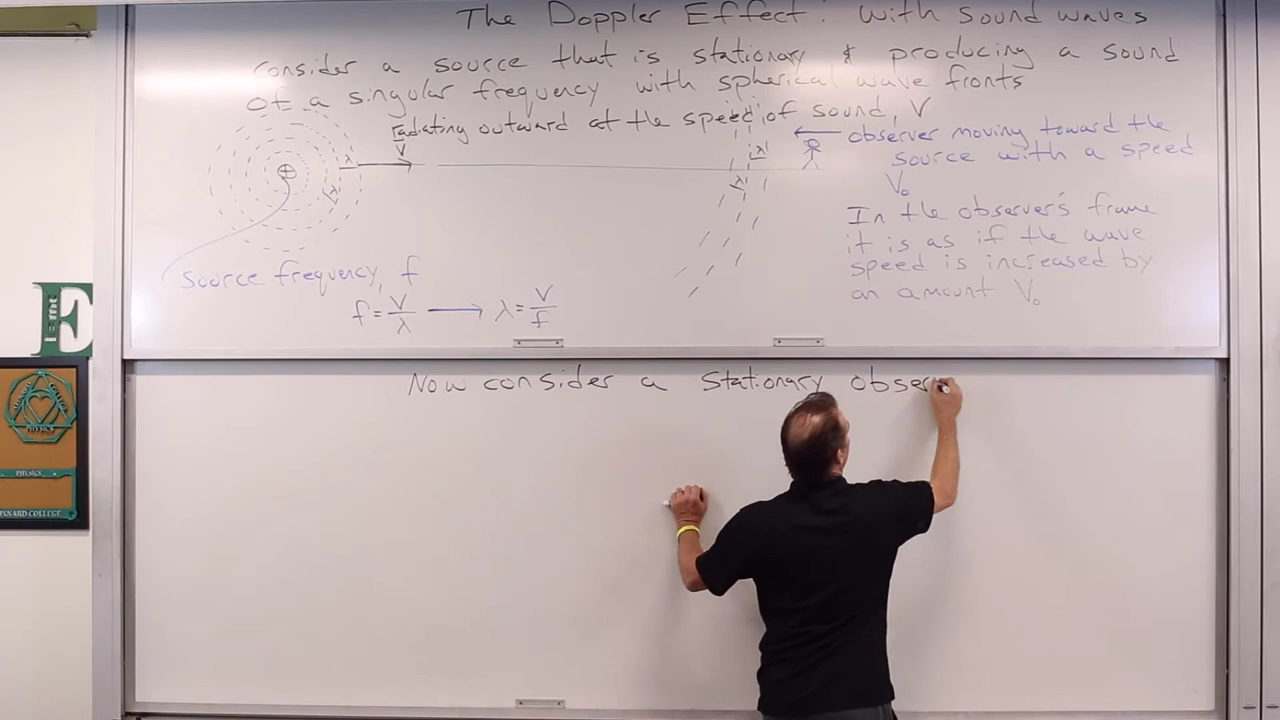 The Doppler Effect: with sound waves
consider a source that is stationary & producing a sound
of a singular frequency with spherical wave fronts
radiating outward at the speed of sound, V
V
λ
λ
λ'
λ'
observer moving toward the
source with a speed
V₀
In the observer's frame
it is as if the wave
speed is increased by
an amount V₀
source frequency, f
f = V/λ → λ = V/f
Now consider a stationary obser
E
PHYSICS
PHYSICS